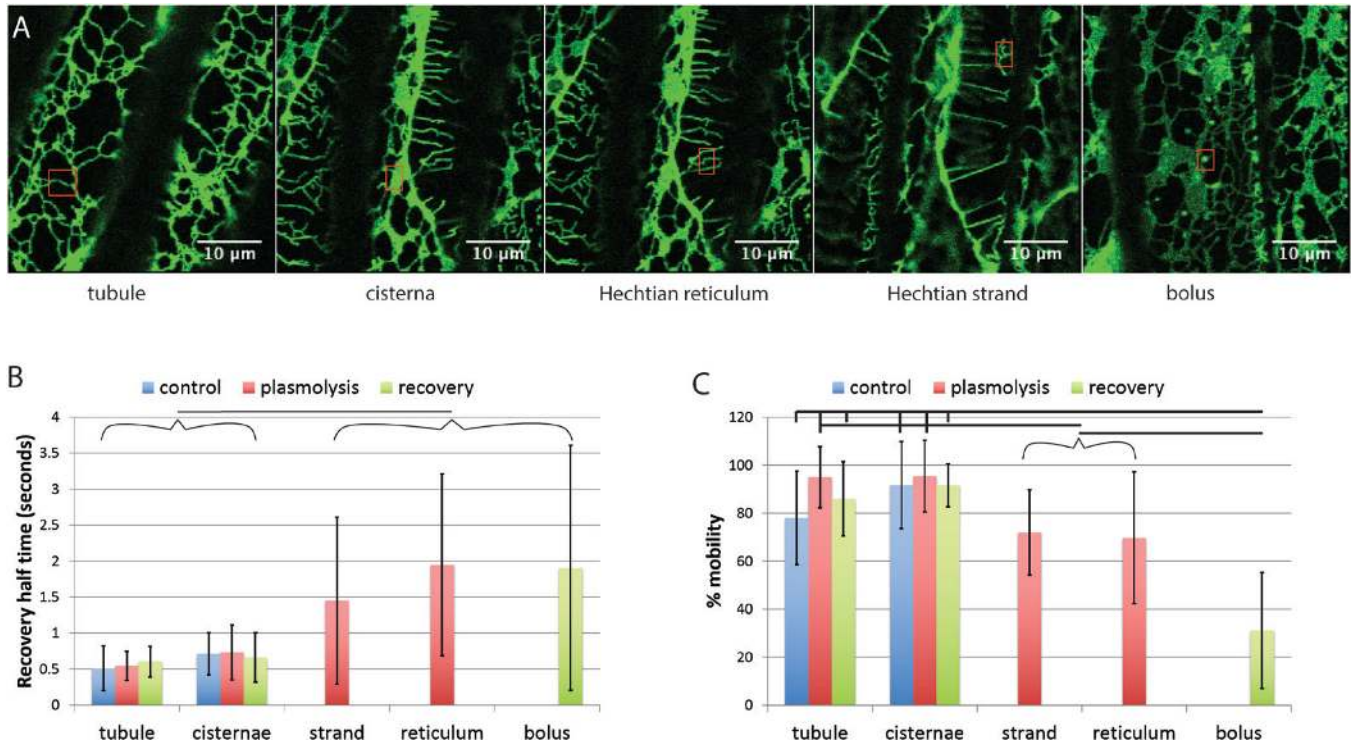 A
10 µm
10 µm
10 µm
10 µm
10 µm
tubule
cisterna
Hechtian reticulum
Hechtian strand
bolus
B
control plasmolysis recovery
Recovery half time (seconds)
4
3.5
3
2.5
2
1.5
1
0.5
0
tubule cisternae strand reticulum bolus
C
control plasmolysis recovery
% mobility
120
100
80
60
40
20
0
tubule cisternae strand reticulum bolus